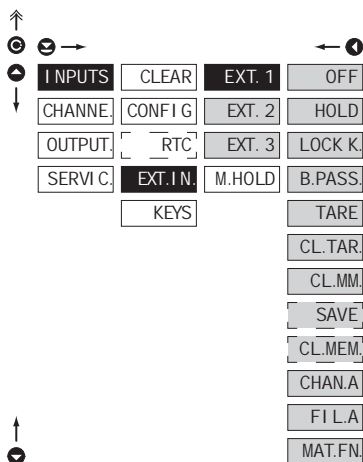 INPUTS CLEAR EXT. 1 OFF
CHANNE. CONFIG EXT. 2 HOLD
OUTPUT. RTC EXT. 3 LOCK K.
SERVIC. EXT.IN. M.HOLD B.PASS.
KEYS TARE
CL.TAR.
CL.MM.
SAVE
CL.MEM.
CHAN.A
FIL.A
MAT.FN.